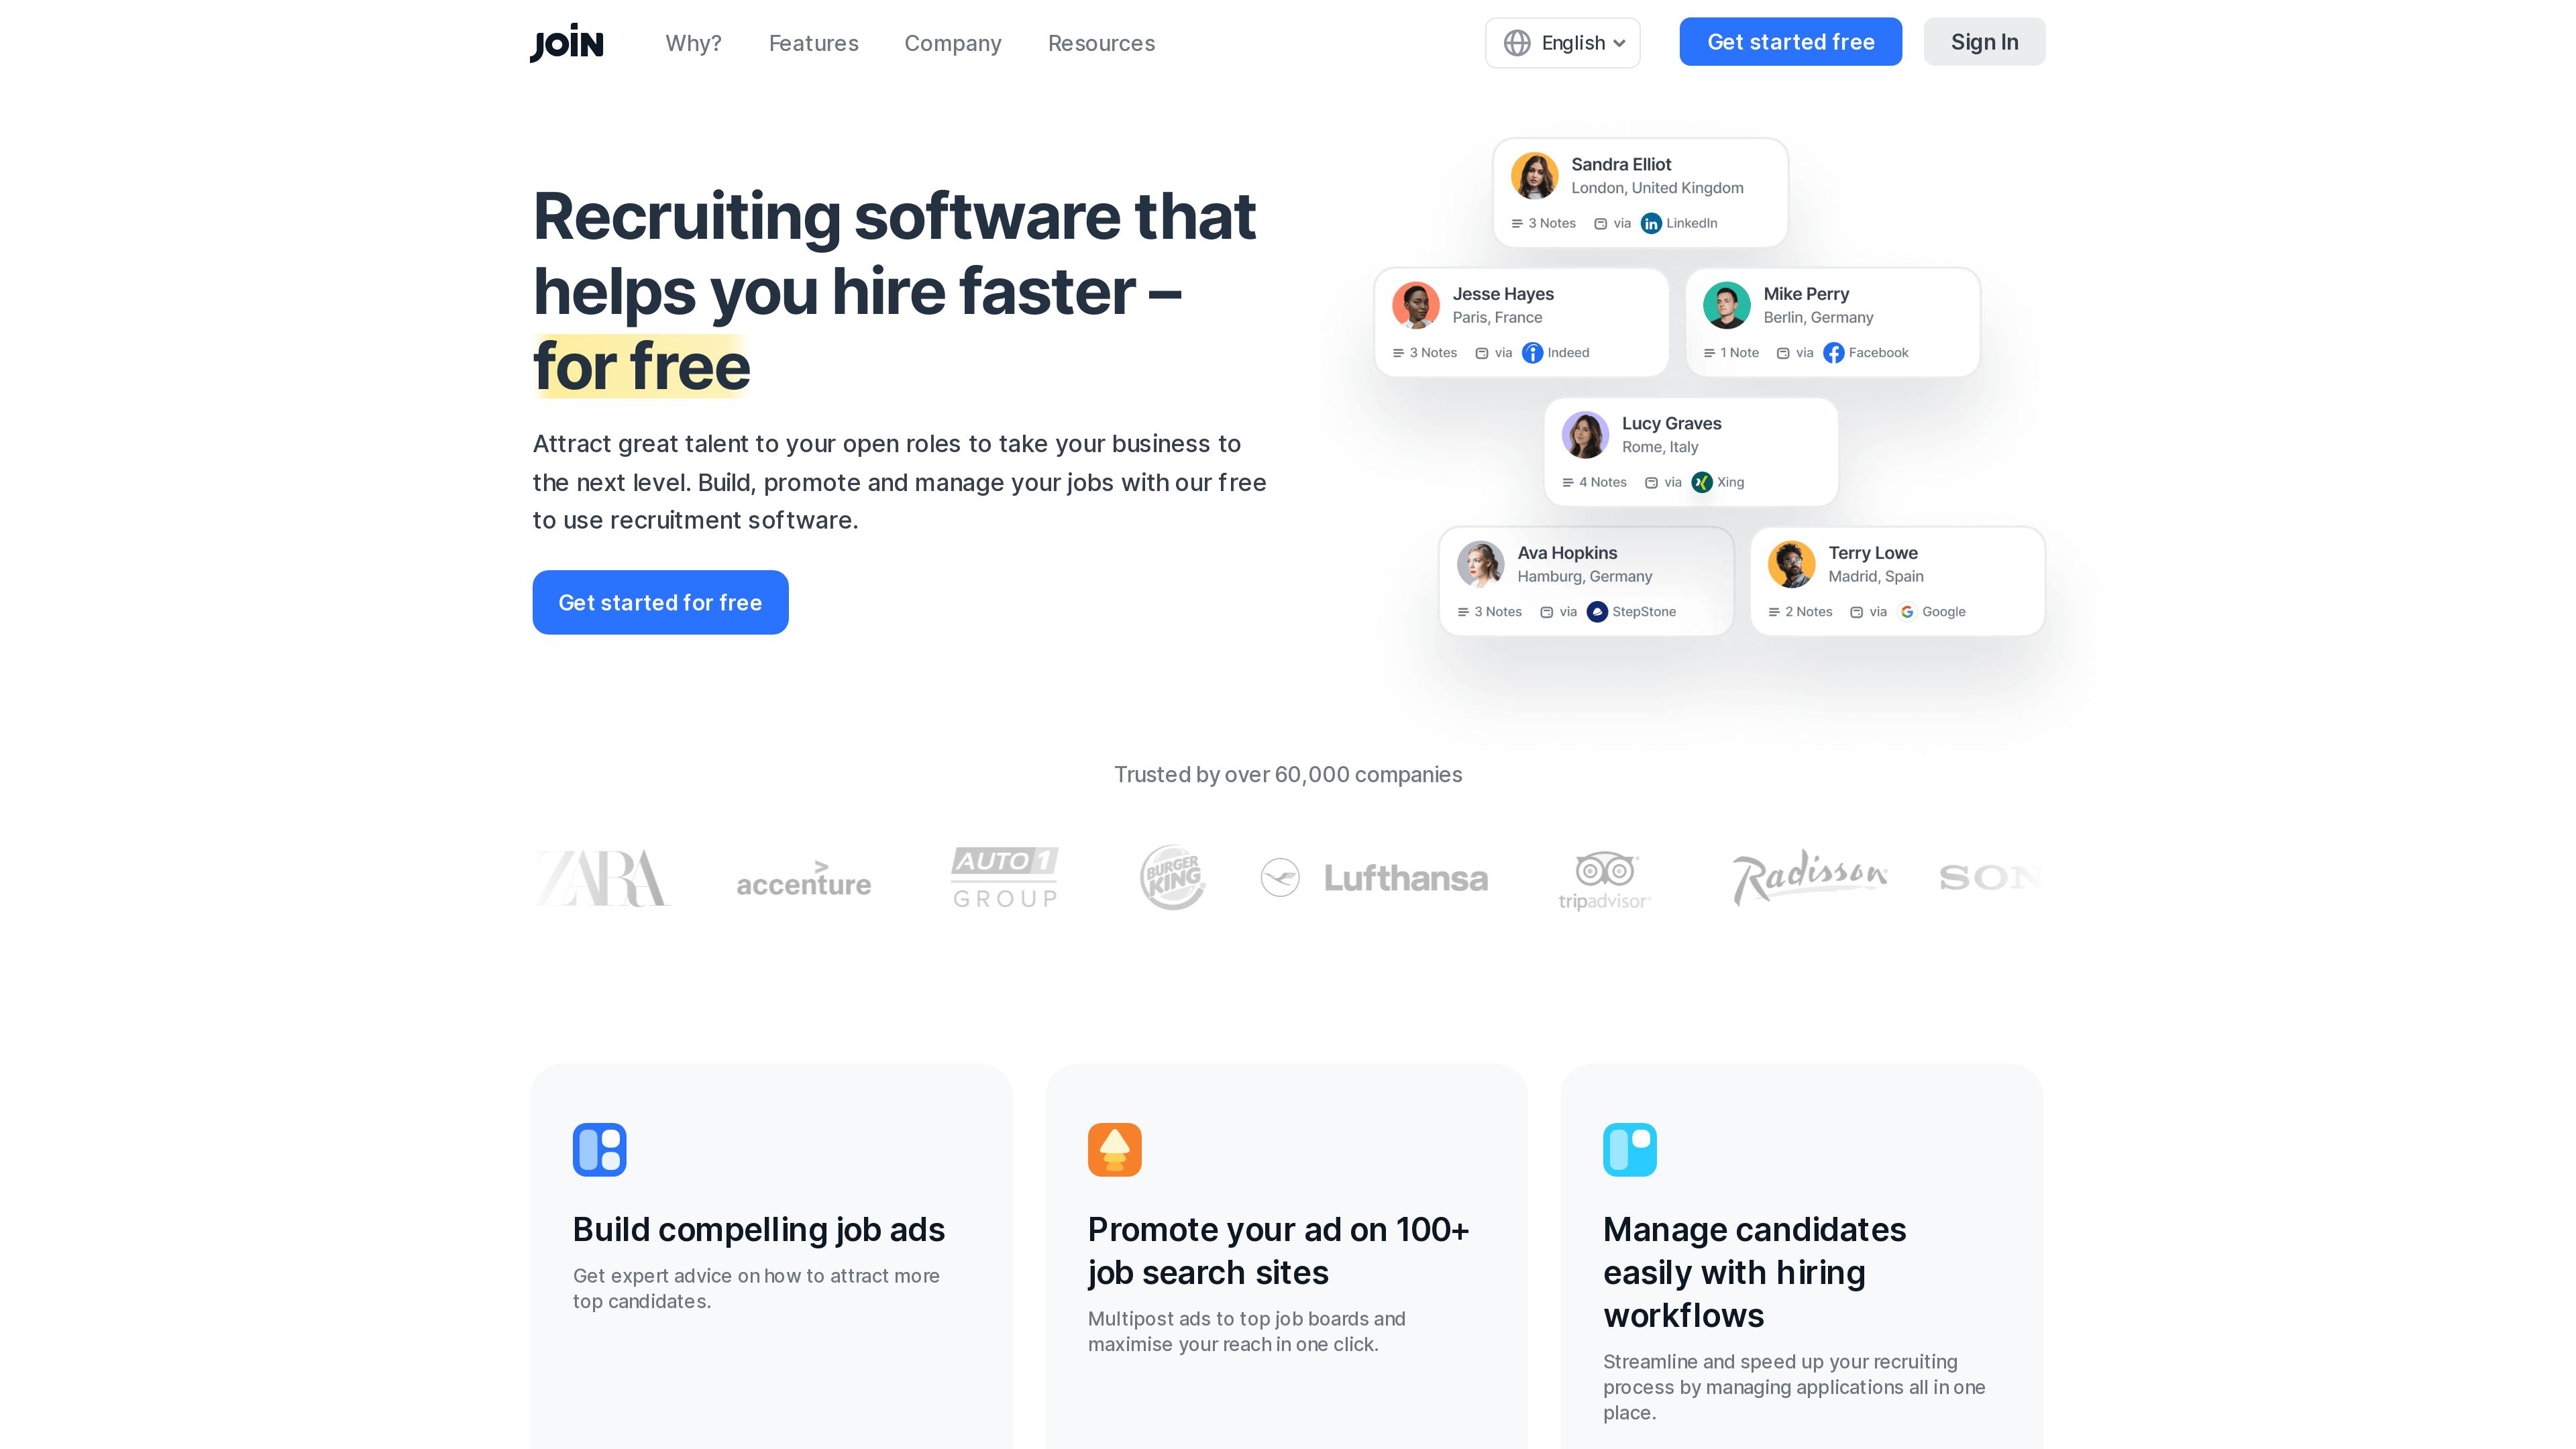 JOIN
Why?
Features
Company
Resources
English
Get started free
Sign In
Recruiting software that
helps you hire faster –
for free
Attract great talent to your open roles to take your business to
the next level. Build, promote and manage your jobs with our free
to use recruitment software.
Get started for free
Sandra Elliot
London, United Kingdom
3 Notes via in LinkedIn
Jesse Hayes
Paris, France
3 Notes via Indeed
Mike Perry
Berlin, Germany
1 Note via Facebook
Lucy Graves
Rome, Italy
4 Notes via Xing
Ava Hopkins
Hamburg, Germany
3 Notes via StepStone
Terry Lowe
Madrid, Spain
2 Notes via G Google
Trusted by over 60,000 companies
ZARA
accenture
AUTO 1
GROUP
BURGER
KING
Lufthansa
tripadvisor
Radisson
SON
Build compelling job ads
Get expert advice on how to attract more
top candidates.
Promote your ad on 100+
job search sites
Multipost ads to top job boards and
maximise your reach in one click.
Manage candidates
easily with hiring
workflows
Streamline and speed up your recruiting
process by managing applications all in one
place.